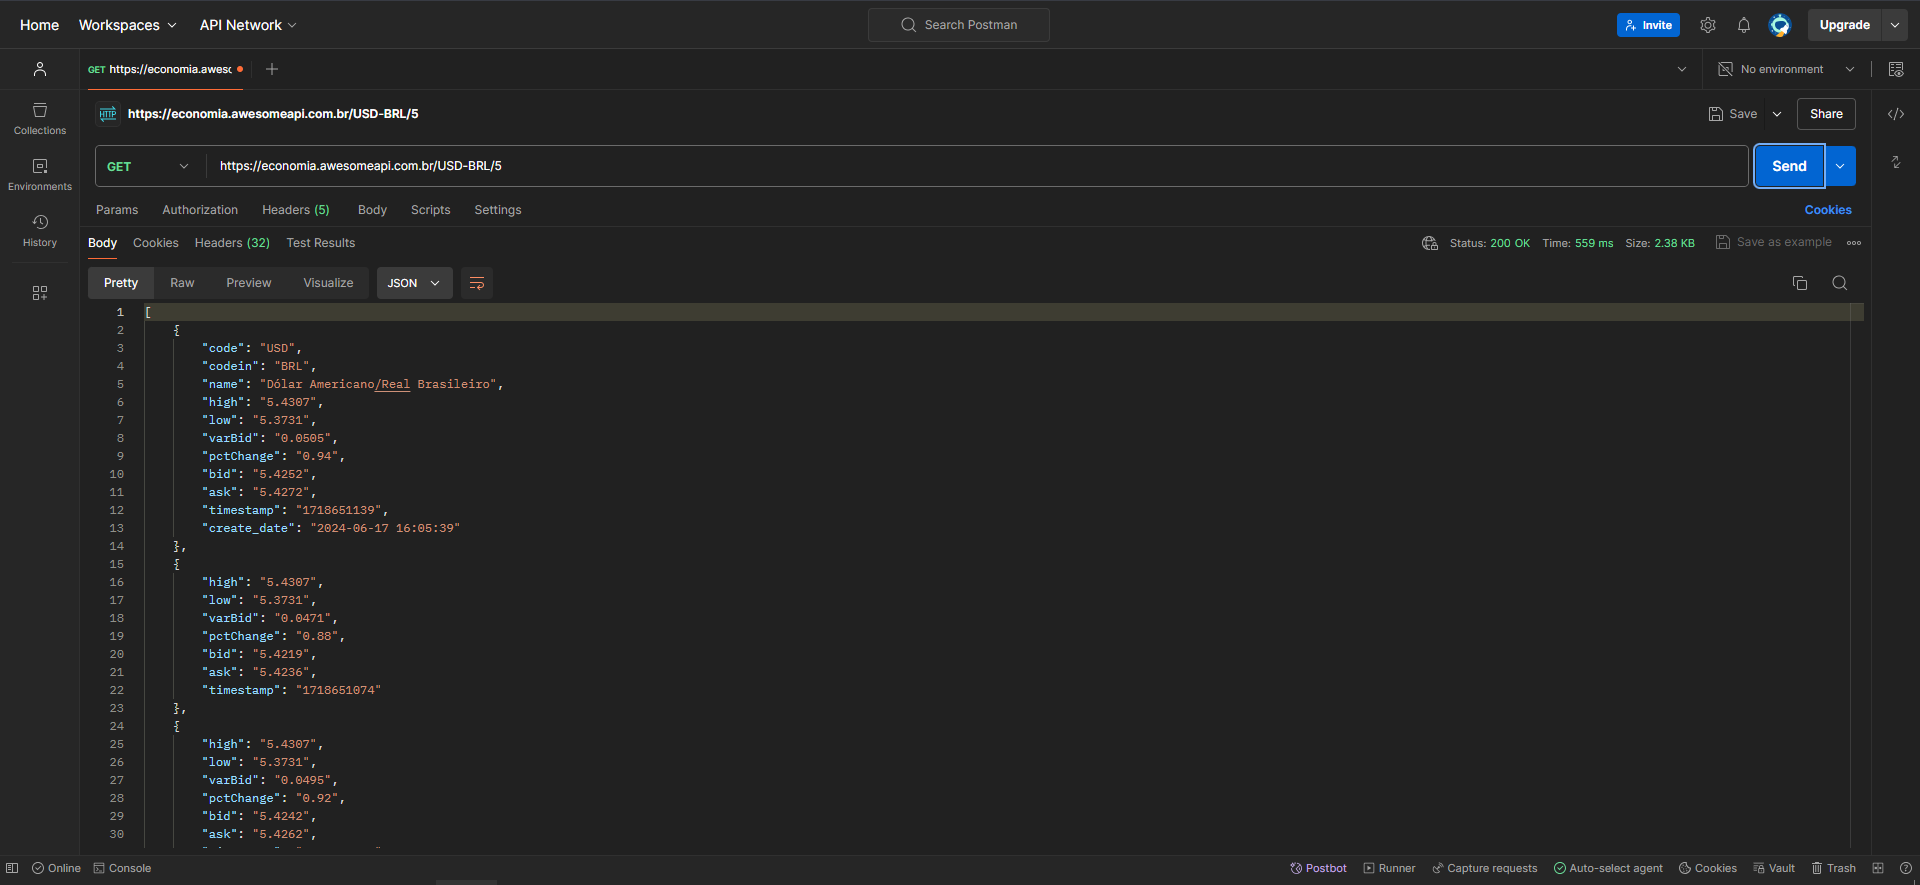 Home Workspaces API Network Search Postman Invite Upgrade
GET https://economia.aweso No environment
HTTP https://economia.awesomeapi.com.br/USD-BRL/5 Save Share
GET https://economia.awesomeapi.com.br/USD-BRL/5 Send
Collections
Environments
History
Params Authorization Headers (5) Body Scripts Settings Cookies
Body Cookies Headers (32) Test Results Status: 200 OK Time: 559 ms Size: 2.38 KB Save as example
Pretty Raw Preview Visualize JSON
1 [
2 {
3 "code": "USD",
4 "codein": "BRL",
5 "name": "Dólar Americano/Real Brasileiro",
6 "high": "5.4307",
7 "low": "5.3731",
8 "varBid": "0.0505",
9 "pctChange": "0.94",
10 "bid": "5.4252",
11 "ask": "5.4272",
12 "timestamp": "1718651139",
13 "create_date": "2024-06-17 16:05:39"
14 },
15 {
16 "high": "5.4307",
17 "low": "5.3731",
18 "varBid": "0.0471",
19 "pctChange": "0.88",
20 "bid": "5.4219",
21 "ask": "5.4236",
22 "timestamp": "1718651074"
23 },
24 {
25 "high": "5.4307",
26 "low": "5.3731",
27 "varBid": "0.0495",
28 "pctChange": "0.92",
29 "bid": "5.4242",
30 "ask": "5.4262",
Online Console Postbot Runner Capture requests Auto-select agent Cookies Vault Trash